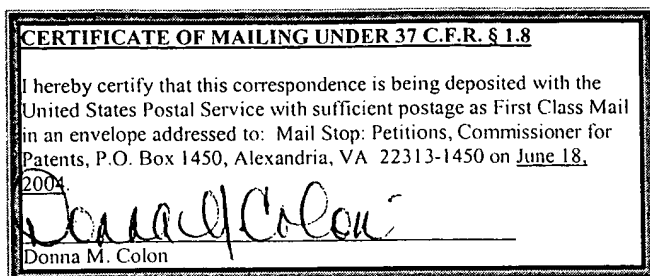 CERTIFICATE OF MAILING UNDER 37 C.F.R. § 1.8
I hereby certify that this correspondence is being deposited with the
United States Postal Service with sufficient postage as First Class Mail
in an envelope addressed to: Mail Stop: Petitions, Commissioner for
Patents, P.O. Box 1450, Alexandria, VA 22313-1450 on June 18,
2004.
Donna M Colon
Donna M. Colon